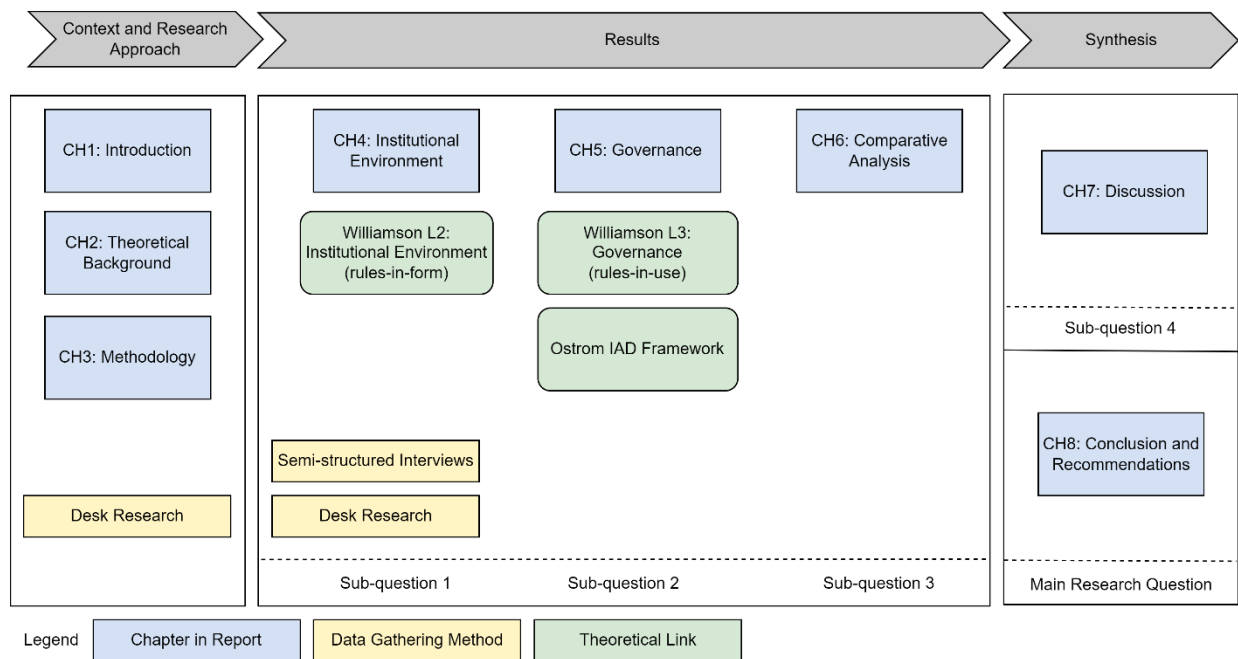 Context and Research
Approach
Results
Synthesis
CH1: Introduction
CH2: Theoretical
Background
CH3: Methodology
Desk Research
CH4: Institutional
Environment
CH5: Governance
CH6: Comparative
Analysis
Williamson L2:
Institutional Environment
(rules-in-form)
Williamson L3:
Governance
(rules-in-use)
Ostrom IAD Framework
Semi-structured Interviews
Desk Research
Sub-question 1
Sub-question 2
Sub-question 3
CH7: Discussion
Sub-question 4
CH8: Conclusion and
Recommendations
Main Research Question
Legend
Chapter in Report
Data Gathering Method
Theoretical Link